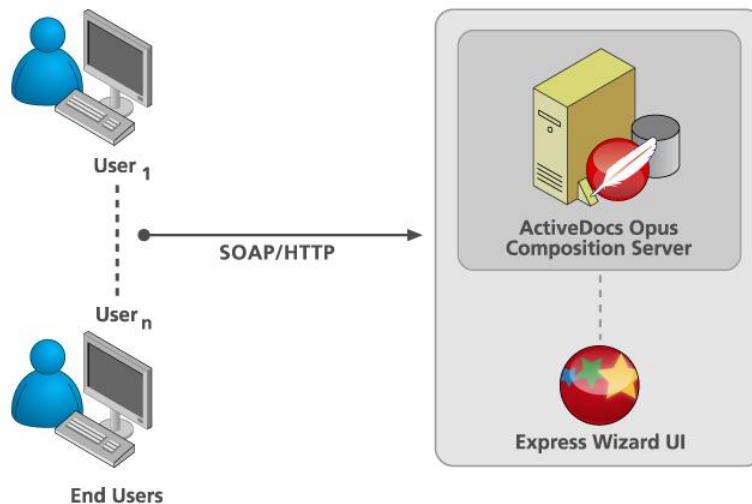 User 1
User n
End Users
SOAP/HTTP
ActiveDocs Opus
Composition Server
Express Wizard UI